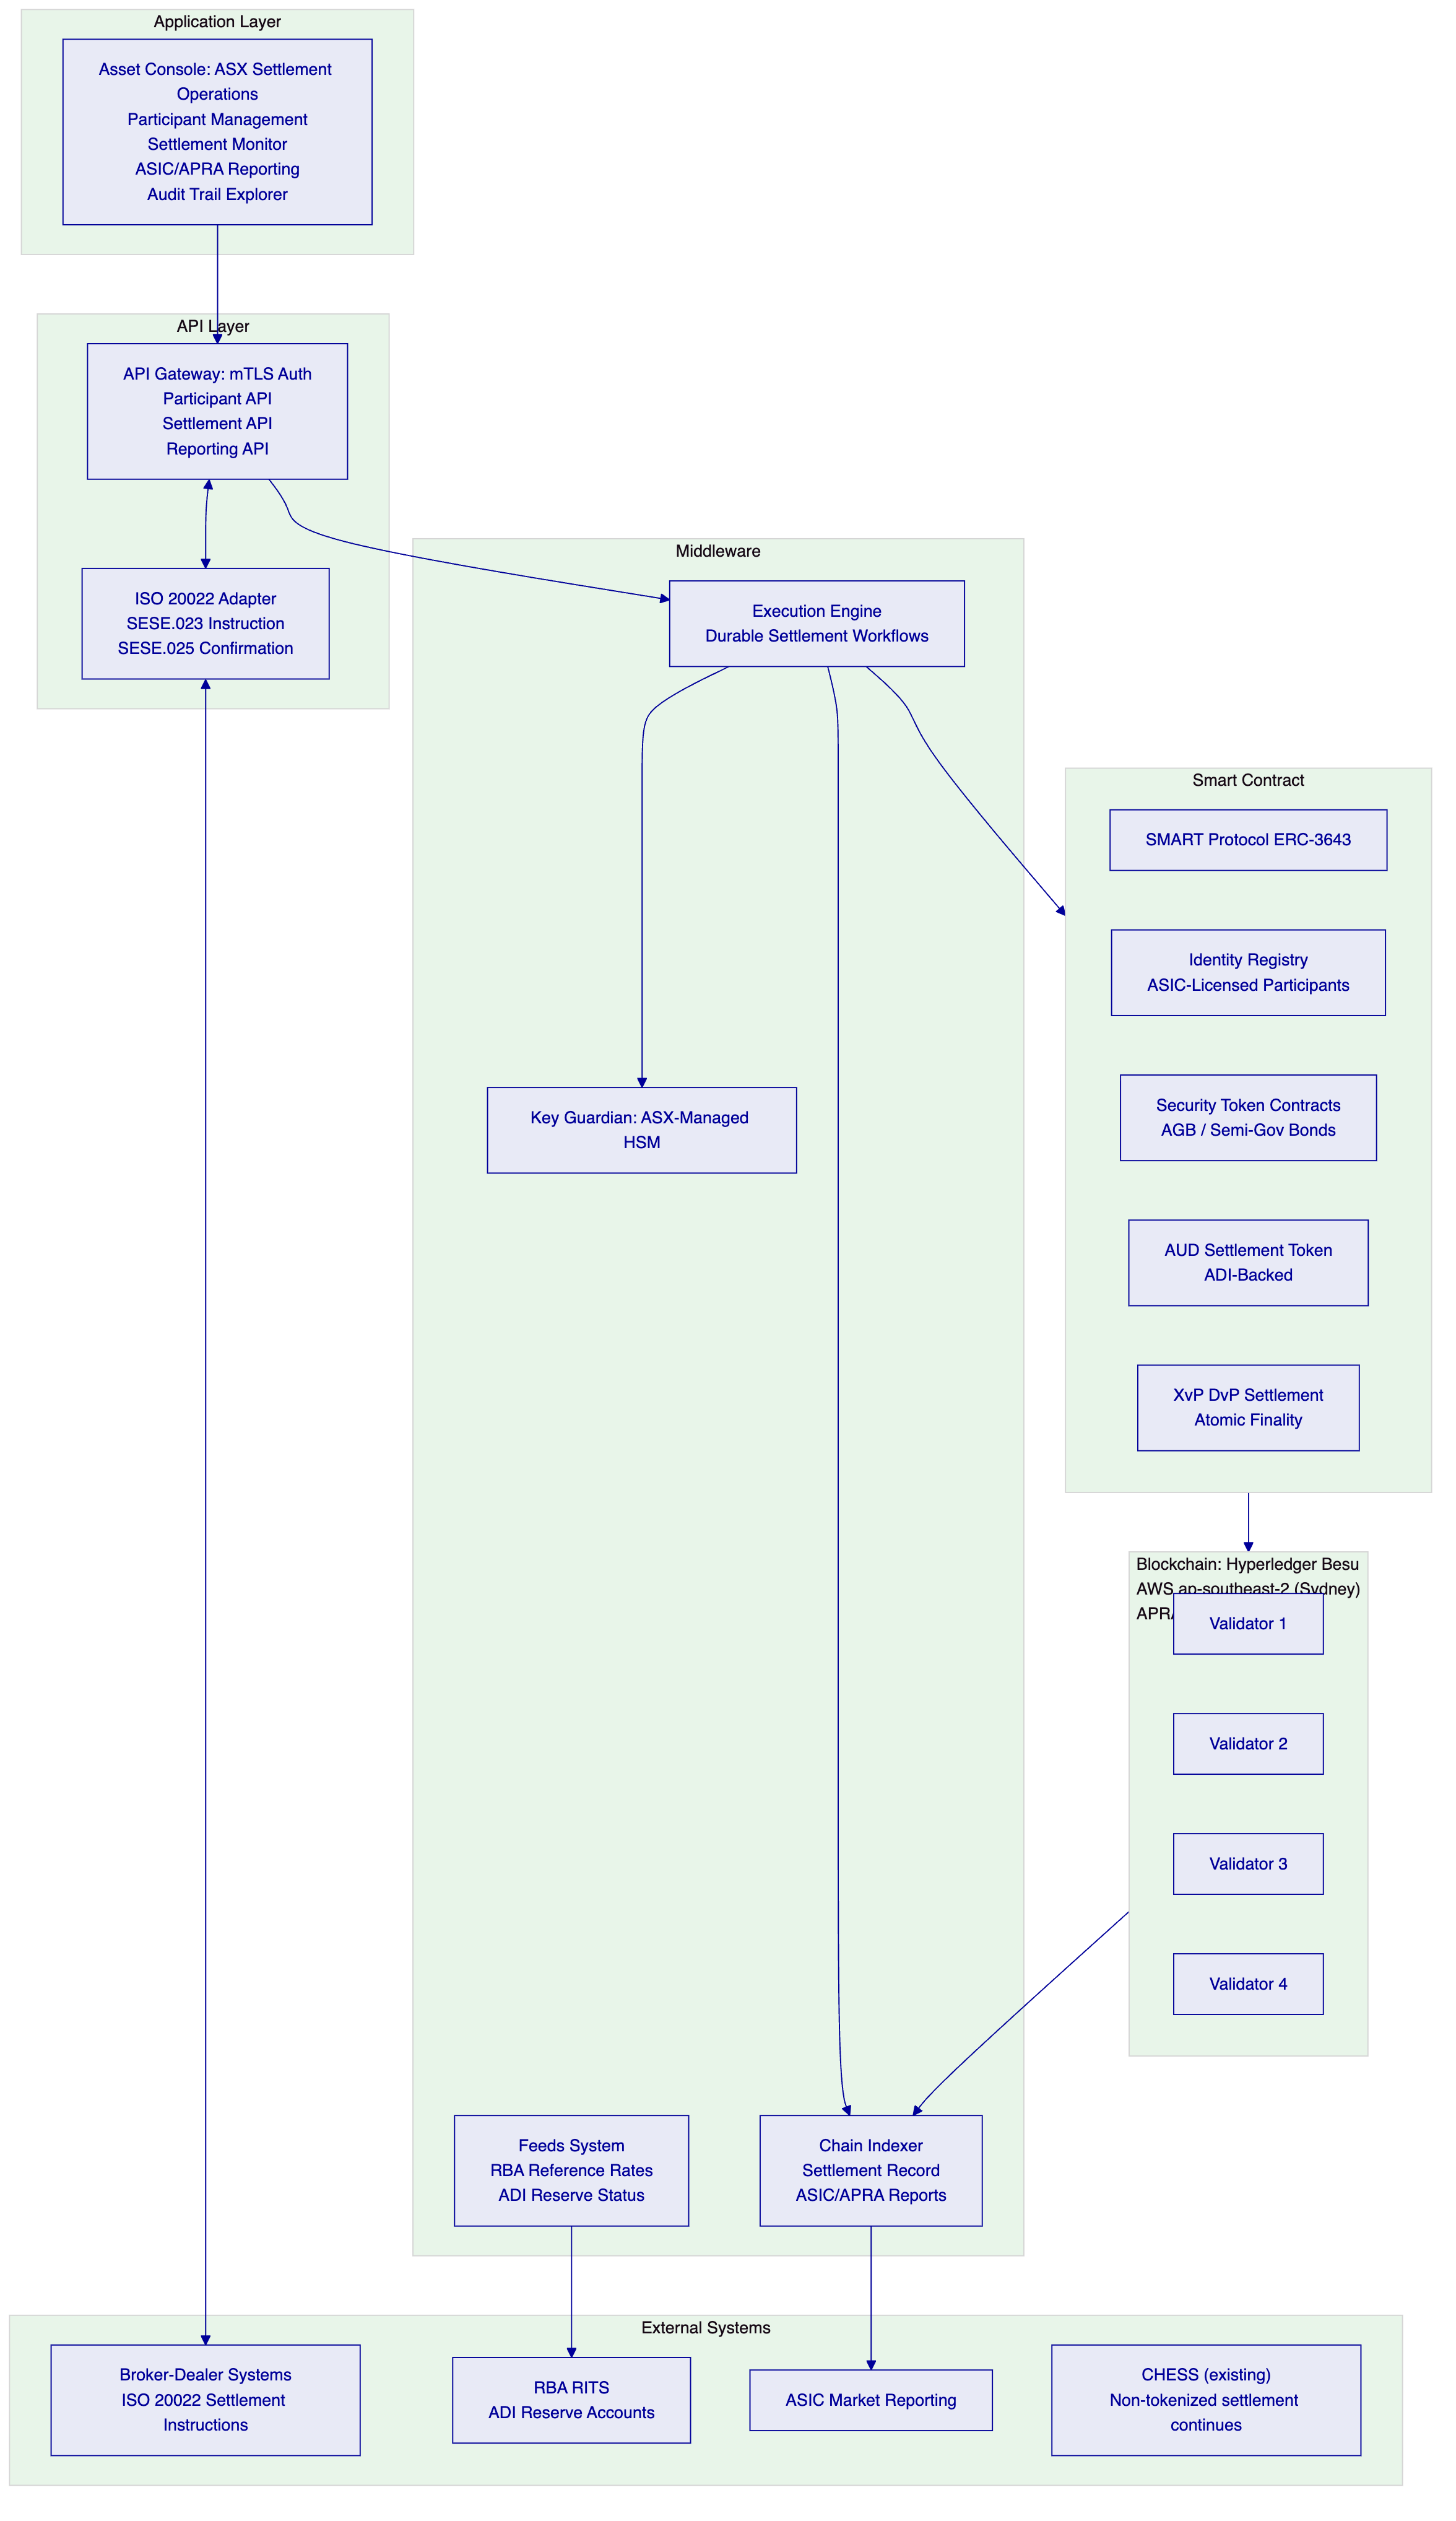 Application Layer
Asset Console: ASX Settlement
Operations
Participant Management
Settlement Monitor
ASIC/APRA Reporting
Audit Trail Explorer
API Layer
API Gateway: mTLS Auth
Participant API
Settlement API
Reporting API
ISO 20022 Adapter
SESE.023 Instruction
SESE.025 Confirmation
Middleware
Execution Engine
Durable Settlement Workflows
Key Guardian: ASX-Managed
HSM
Smart Contract
SMART Protocol ERC-3643
Identity Registry
ASIC-Licensed Participants
Security Token Contracts
AGB / Semi-Gov Bonds
AUD Settlement Token
ADI-Backed
XvP DvP Settlement
Atomic Finality
Blockchain: Hyperledger Besu
AWS ap-southeast-2 (Sydney)
APRA
Validator 1
Validator 2
Validator 3
Validator 4
Feeds System
RBA Reference Rates
ADI Reserve Status
Chain Indexer
Settlement Record
ASIC/APRA Reports
External Systems
Broker-Dealer Systems
ISO 20022 Settlement
Instructions
RBA RITS
ADI Reserve Accounts
ASIC Market Reporting
CHESS (existing)
Non-tokenized settlement
continues